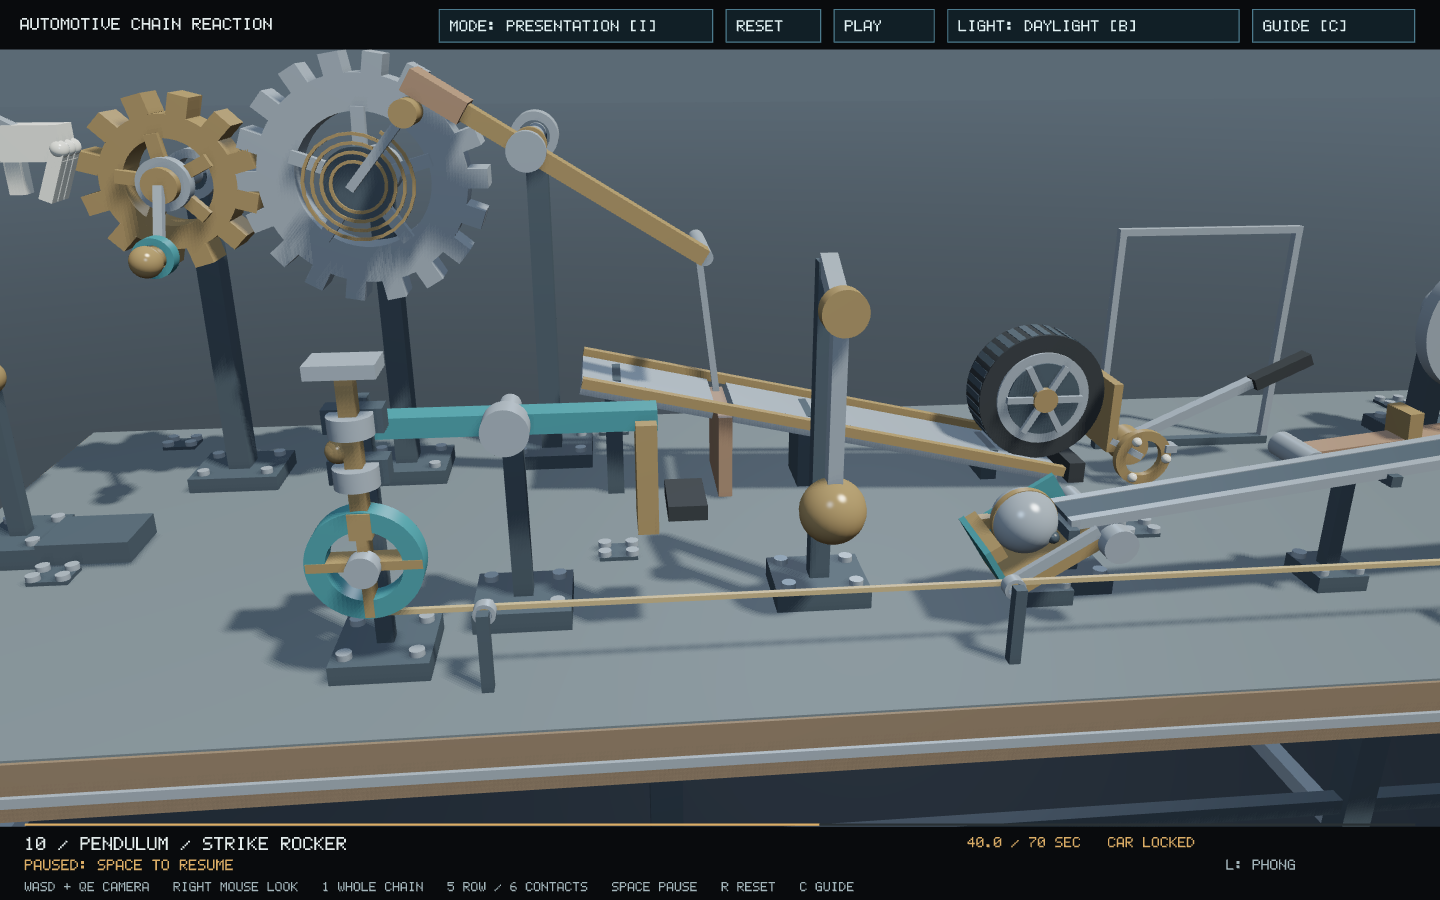 AUTOMOTIVE CHAIN REACTION
MODE: PRESENTATION [I]
RESET
PLAY
LIGHT: DAYLIGHT [B]
GUIDE [C]
10 / PENDULUM / STRIKE ROCKER
40.0 / 70 SEC CAR LOCKED
PAUSED: SPACE TO RESUME
L: PHONG
WASD + QE CAMERA RIGHT MOUSE LOOK 1 WHOLE CHAIN 5 ROW / 6 CONTACTS SPACE PAUSE R RESET C GUIDE